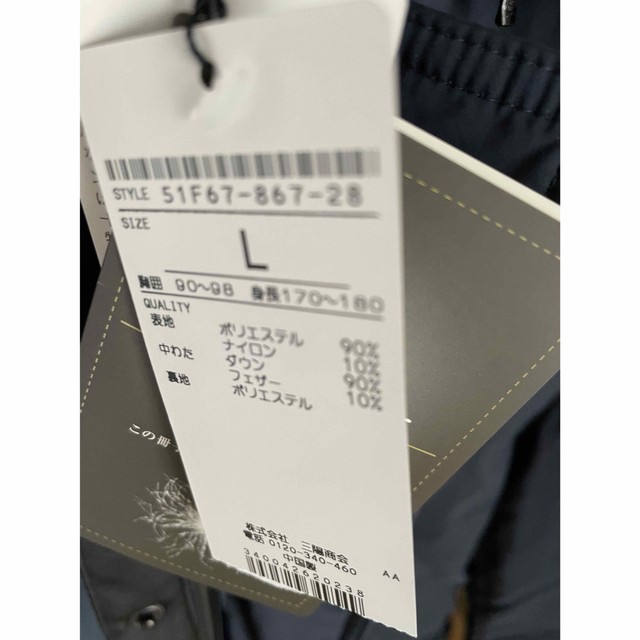 STYLE 51F67-867-28
SIZE
L
胸囲 90~98 身長170~180
QUALITY
表地 ポリエステル 90%
ナイロン 10%
中わた ダウン 90%
フェザー 10%
裏地 ポリエステル
株式会社 三陽商会
電話 0120-340-460
中国製 AA
340042620238
この冊